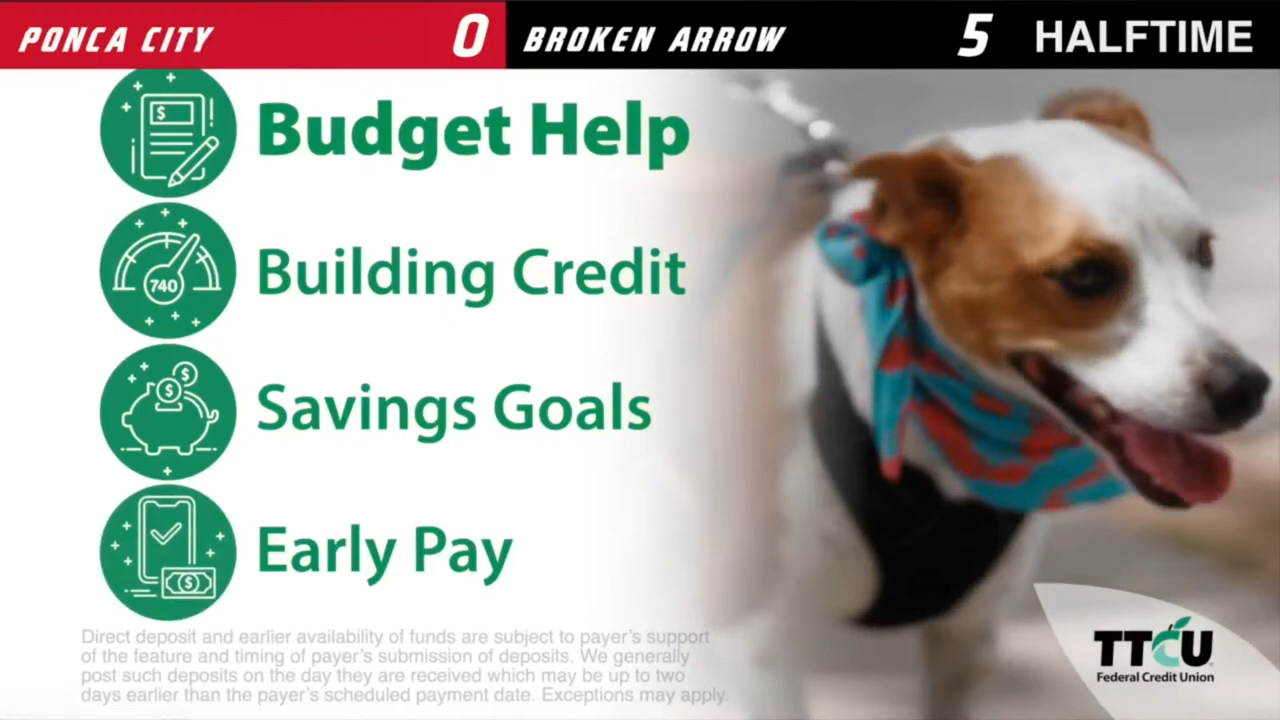 PONCA CITY 0 BROKEN ARROW 5 HALFTIME
$
Budget Help
740
Building Credit
$ $
Savings Goals
$
Early Pay
Direct deposit and earlier availability of funds are subject to payer's support
of the feature and timing of payer's submission of deposits. We generally
post such deposits on the day they are received which may be up to two
days earlier than the payer's scheduled payment date. Exceptions may apply.
TTCU
Federal Credit Union